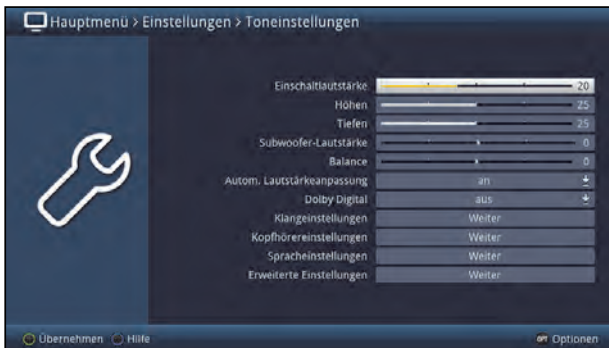 Hauptmenü > Einstellungen > Toneinstellungen
Einschaltlautstärke 20
Höhen 25
Tiefen 25
Subwoofer-Lautstärke 0
Balance 0
Autom. Lautstärkeanpassung an
Dolby Digital aus
Klangeinstellungen Weiter
Kopfhörereinstellungen Weiter
Spracheinstellungen Weiter
Erweiterte Einstellungen Weiter
Übernehmen Hilfe OPT Optionen